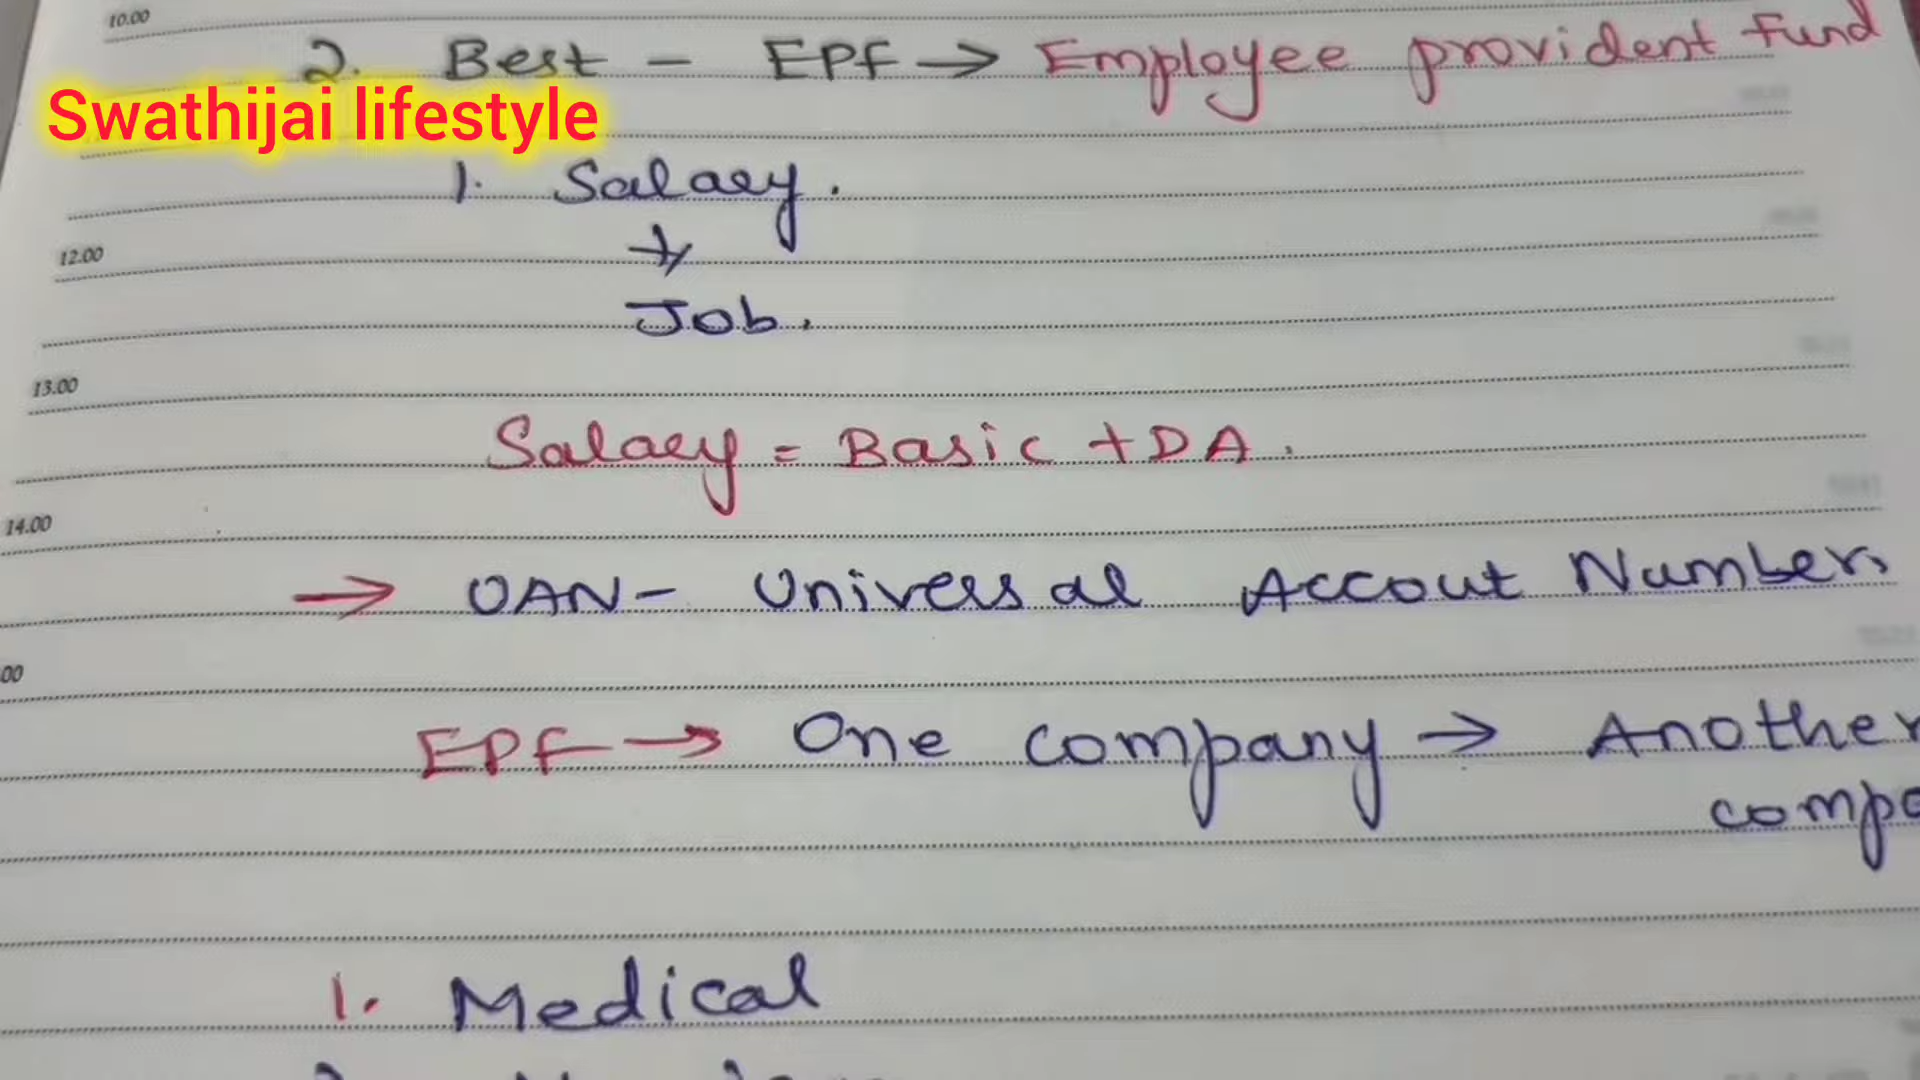 10.00
2. Best - EPF → Employee provident Fund
Swathijai lifestyle
1. Salary.
12.00
Job.
13.00
Salary = Basic + DA.
14.00
→ UAN - Universal Accout Number.
00
EPF → One company → Another
compa
1. Medical